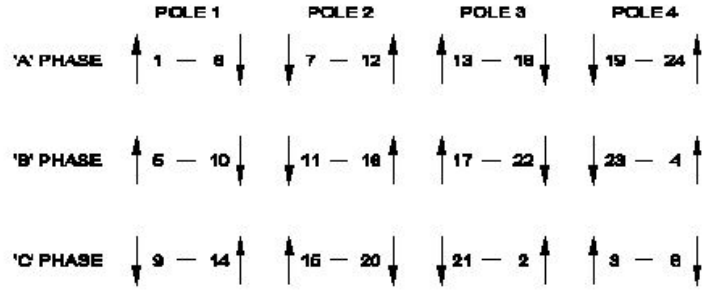 POLE 1 POLE 2 POLE 3 POLE 4
'A' PHASE 1 — 6 7 — 12 13 — 18 19 — 24
'B' PHASE 5 — 10 11 — 16 17 — 22 23 — 4
'C' PHASE 9 — 14 15 — 20 21 — 2 3 — 8